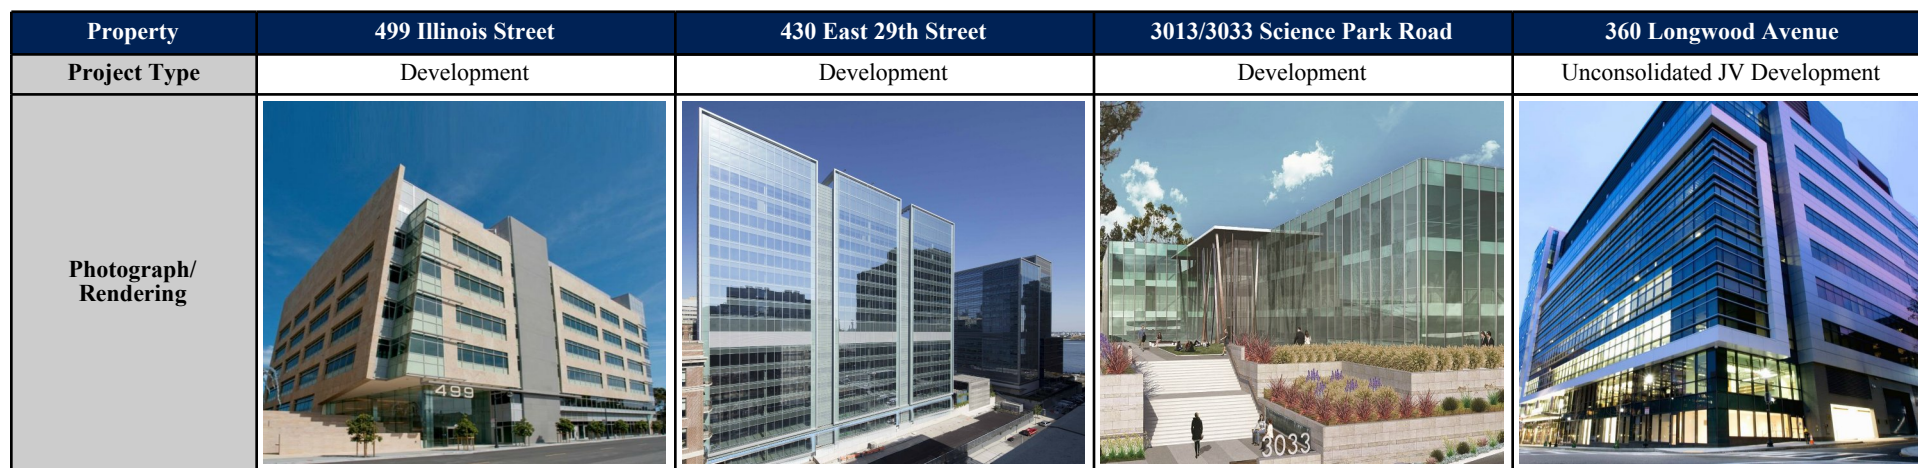 Property 499 Illinois Street 430 East 29th Street 3013/3033 Science Park Road 360 Longwood Avenue
Project Type Development Development Development Unconsolidated JV Development
Photograph/
Rendering
499
3033